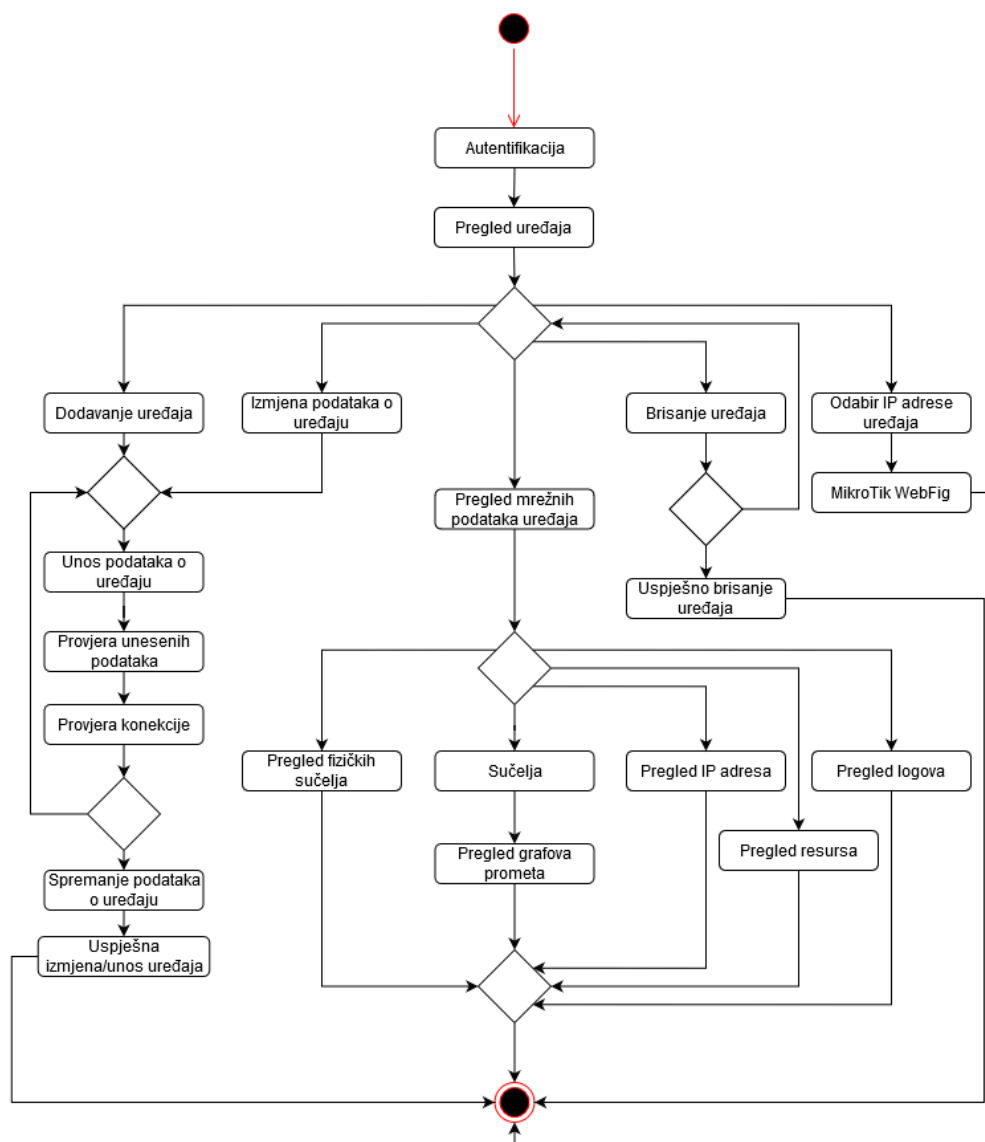 Autentifikacija
Pregled uređaja
Dodavanje uređaja
Izmjena podataka o
uređaju
Brisanje uređaja
Odabir IP adrese
uređaja
Pregled mrežnih
podataka uređaja
MikroTik WebFig
Unos podataka o
uređaju
Uspješno brisanje
uređaja
Provjera unesenih
podataka
Provjera konekcije
Pregled fizičkih
sučelja
Sučelja
Pregled IP adresa
Pregled logova
Pregled grafova
prometa
Pregled resursa
Spremanje podataka
o uređaju
Uspješna
izmjena/unos uređaja